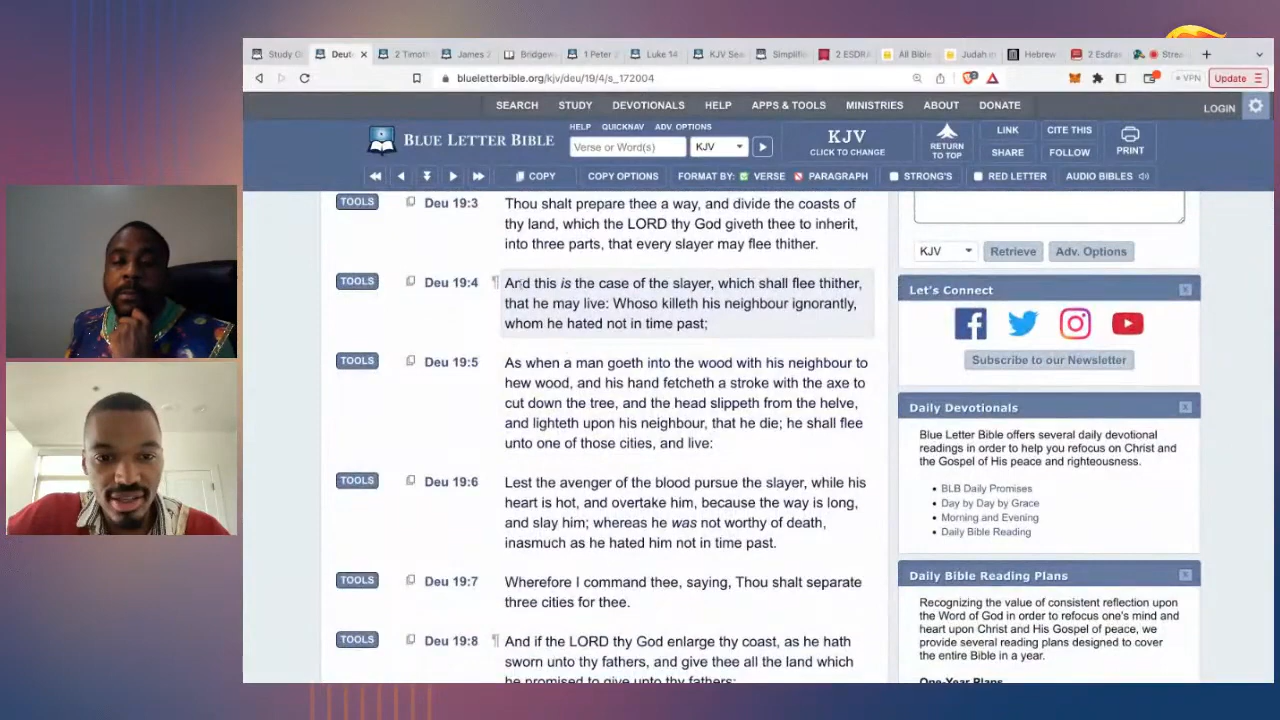 Study O
Deut
2 Timoth
James 2
Bridgew
1 Peter
Luke 14
KJV Sea
Simplifi
2 ESDRA
All Bible
Judah
Hebrew
2 Esdras
Strea
blueletterbible.org/kjv/deu/19/4/s_172004
VPN
Update
SEARCH STUDY DEVOTIONALS HELP APPS & TOOLS MINISTRIES ABOUT DONATE
LOGIN
BLUE LETTER BIBLE
HELP QUICKNAV ADV. OPTIONS
Verse or Word(s)
KJV
KJV
CLICK TO CHANGE
RETURN
TO TOP
LINK
CITE THIS
SHARE
FOLLOW
PRINT
COPY
COPY OPTIONS
FORMAT BY: VERSE PARAGRAPH
STRONG'S
RED LETTER
AUDIO BIBLES
TOOLS
Deu 19:3
Thou shalt prepare thee a way, and divide the coasts of
thy land, which the LORD thy God giveth thee to inherit,
into three parts, that every slayer may flee thither.
TOOLS
Deu 19:4
¶ And this is the case of the slayer, which shall flee thither,
that he may live: Whoso killeth his neighbour ignorantly,
whom he hated not in time past;
TOOLS
Deu 19:5
As when a man goeth into the wood with his neighbour to
hew wood, and his hand fetcheth a stroke with the axe to
cut down the tree, and the head slippeth from the helve,
and lighteth upon his neighbour, that he die; he shall flee
unto one of those cities, and live:
TOOLS
Deu 19:6
Lest the avenger of the blood pursue the slayer, while his
heart is hot, and overtake him, because the way is long,
and slay him; whereas he was not worthy of death,
inasmuch as he hated him not in time past.
TOOLS
Deu 19:7
Wherefore I command thee, saying, Thou shalt separate
three cities for thee.
TOOLS
Deu 19:8
¶ And if the LORD thy God enlarge thy coast, as he hath
sworn unto thy fathers, and give thee all the land which
he promised to give unto thy fathers;
KJV
Retrieve
Adv. Options
Let's Connect
Subscribe to our Newsletter
Daily Devotionals
Blue Letter Bible offers several daily devotional
readings in order to help you refocus on Christ and
the Gospel of His peace and righteousness.
• BLB Daily Promises
• Day by Day by Grace
• Morning and Evening
• Daily Bible Reading
Daily Bible Reading Plans
Recognizing the value of consistent reflection upon
the Word of God in order to refocus one's mind and
heart upon Christ and His Gospel of peace, we
provide several reading plans designed to cover
the entire Bible in a year.
One-Year Plans